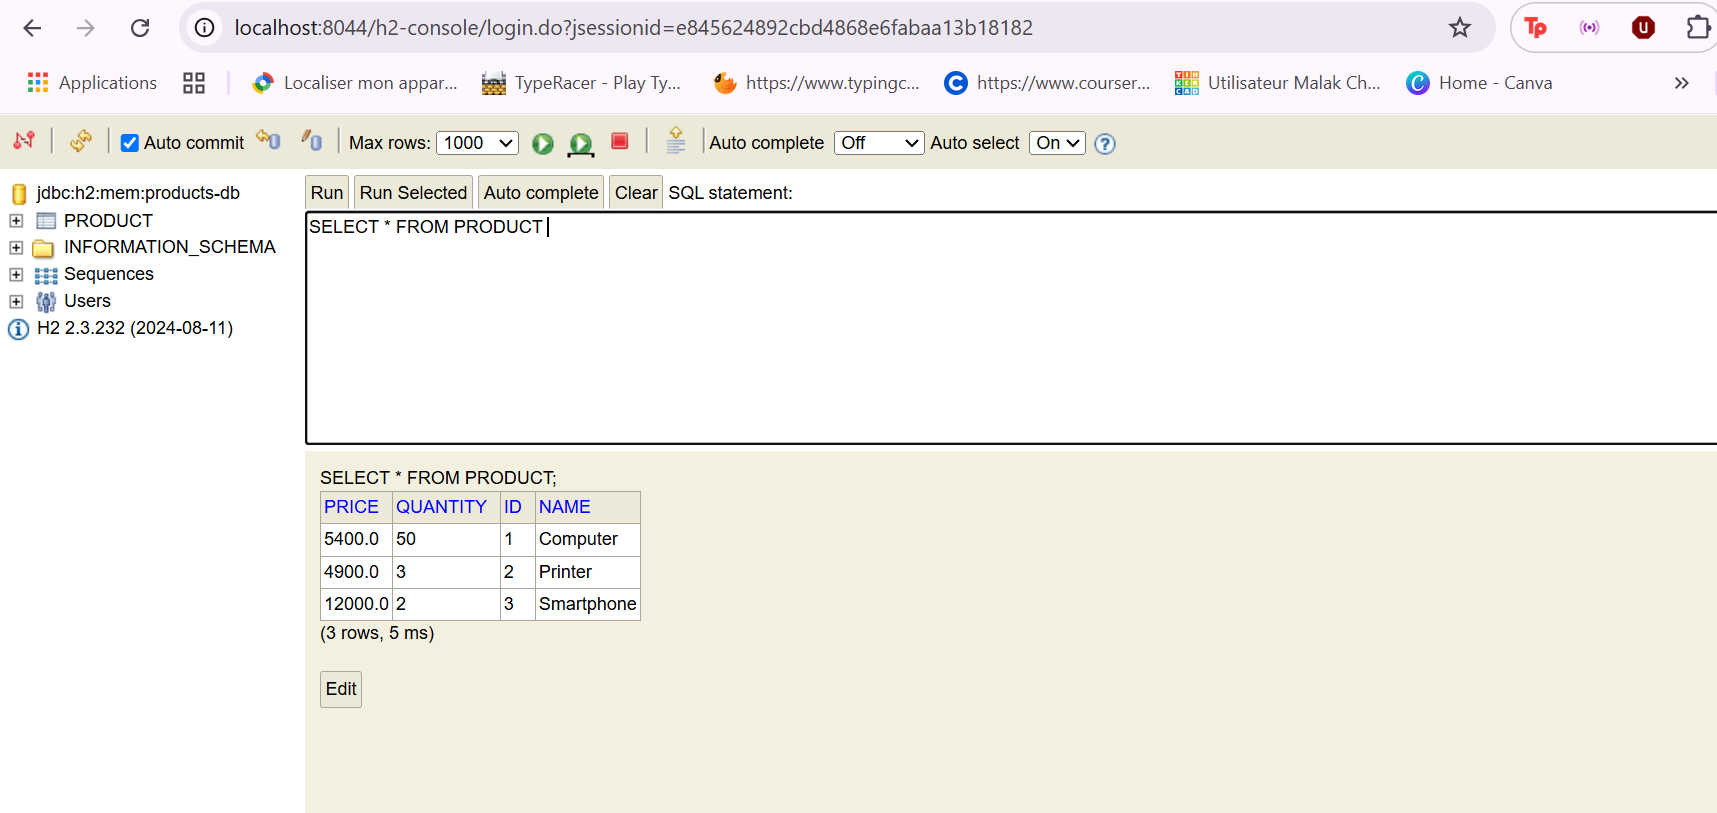 localhost:8044/h2-console/login.do?jsessionid=e845624892cbd4868e6fabaa13b18182
Tp
u
Applications
Localiser mon appar...
TypeRacer - Play Ty...
https://www.typingc...
https://www.courser...
Utilisateur Malak Ch...
Home - Canva
Auto commit
Max rows: 1000
Auto complete Off
Auto select On
jdbc:h2:mem:products-db
PRODUCT
INFORMATION_SCHEMA
Sequences
Users
H2 2.3.232 (2024-08-11)
Run Run Selected Auto complete Clear SQL statement:
SELECT * FROM PRODUCT
SELECT * FROM PRODUCT;
PRICE QUANTITY ID NAME
5400.0 50 1 Computer
4900.0 3 2 Printer
12000.0 2 3 Smartphone
(3 rows, 5 ms)
Edit